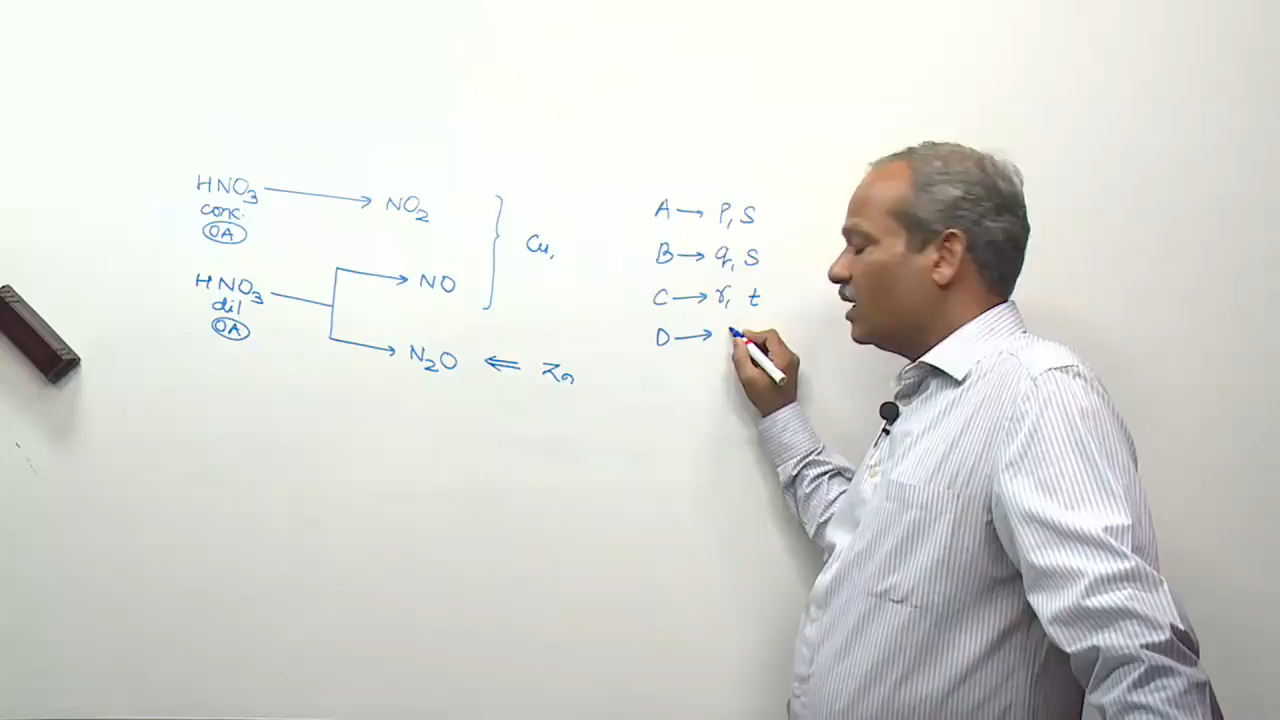 HNO3 → NO2
conc.
OA
HNO3 → NO
dil
OA
→ N2O ⇐ Zn
} Cu,
A → p, s
B → q, s
C → r, t
D →